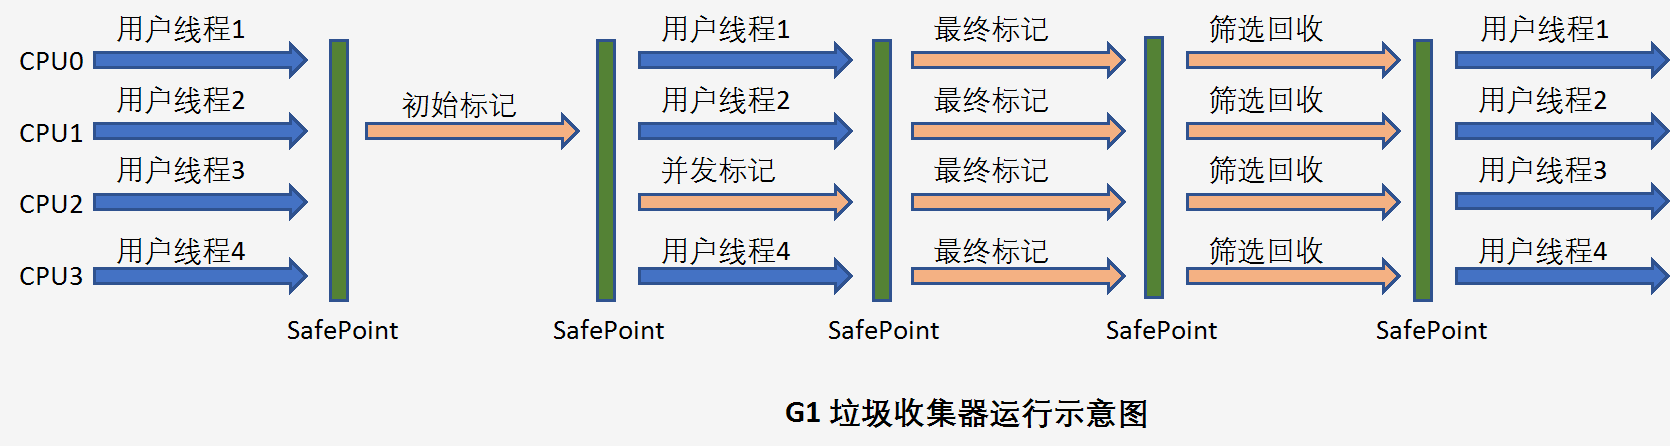 用户线程1 用户线程1 最终标记 筛选回收 用户线程1
CPU0
用户线程2 初始标记 用户线程2 最终标记 筛选回收 用户线程2
CPU1
用户线程3 并发标记 最终标记 筛选回收 用户线程3
CPU2
用户线程4 用户线程4 最终标记 筛选回收 用户线程4
CPU3
SafePoint SafePoint SafePoint SafePoint SafePoint
G1 垃圾收集器运行示意图